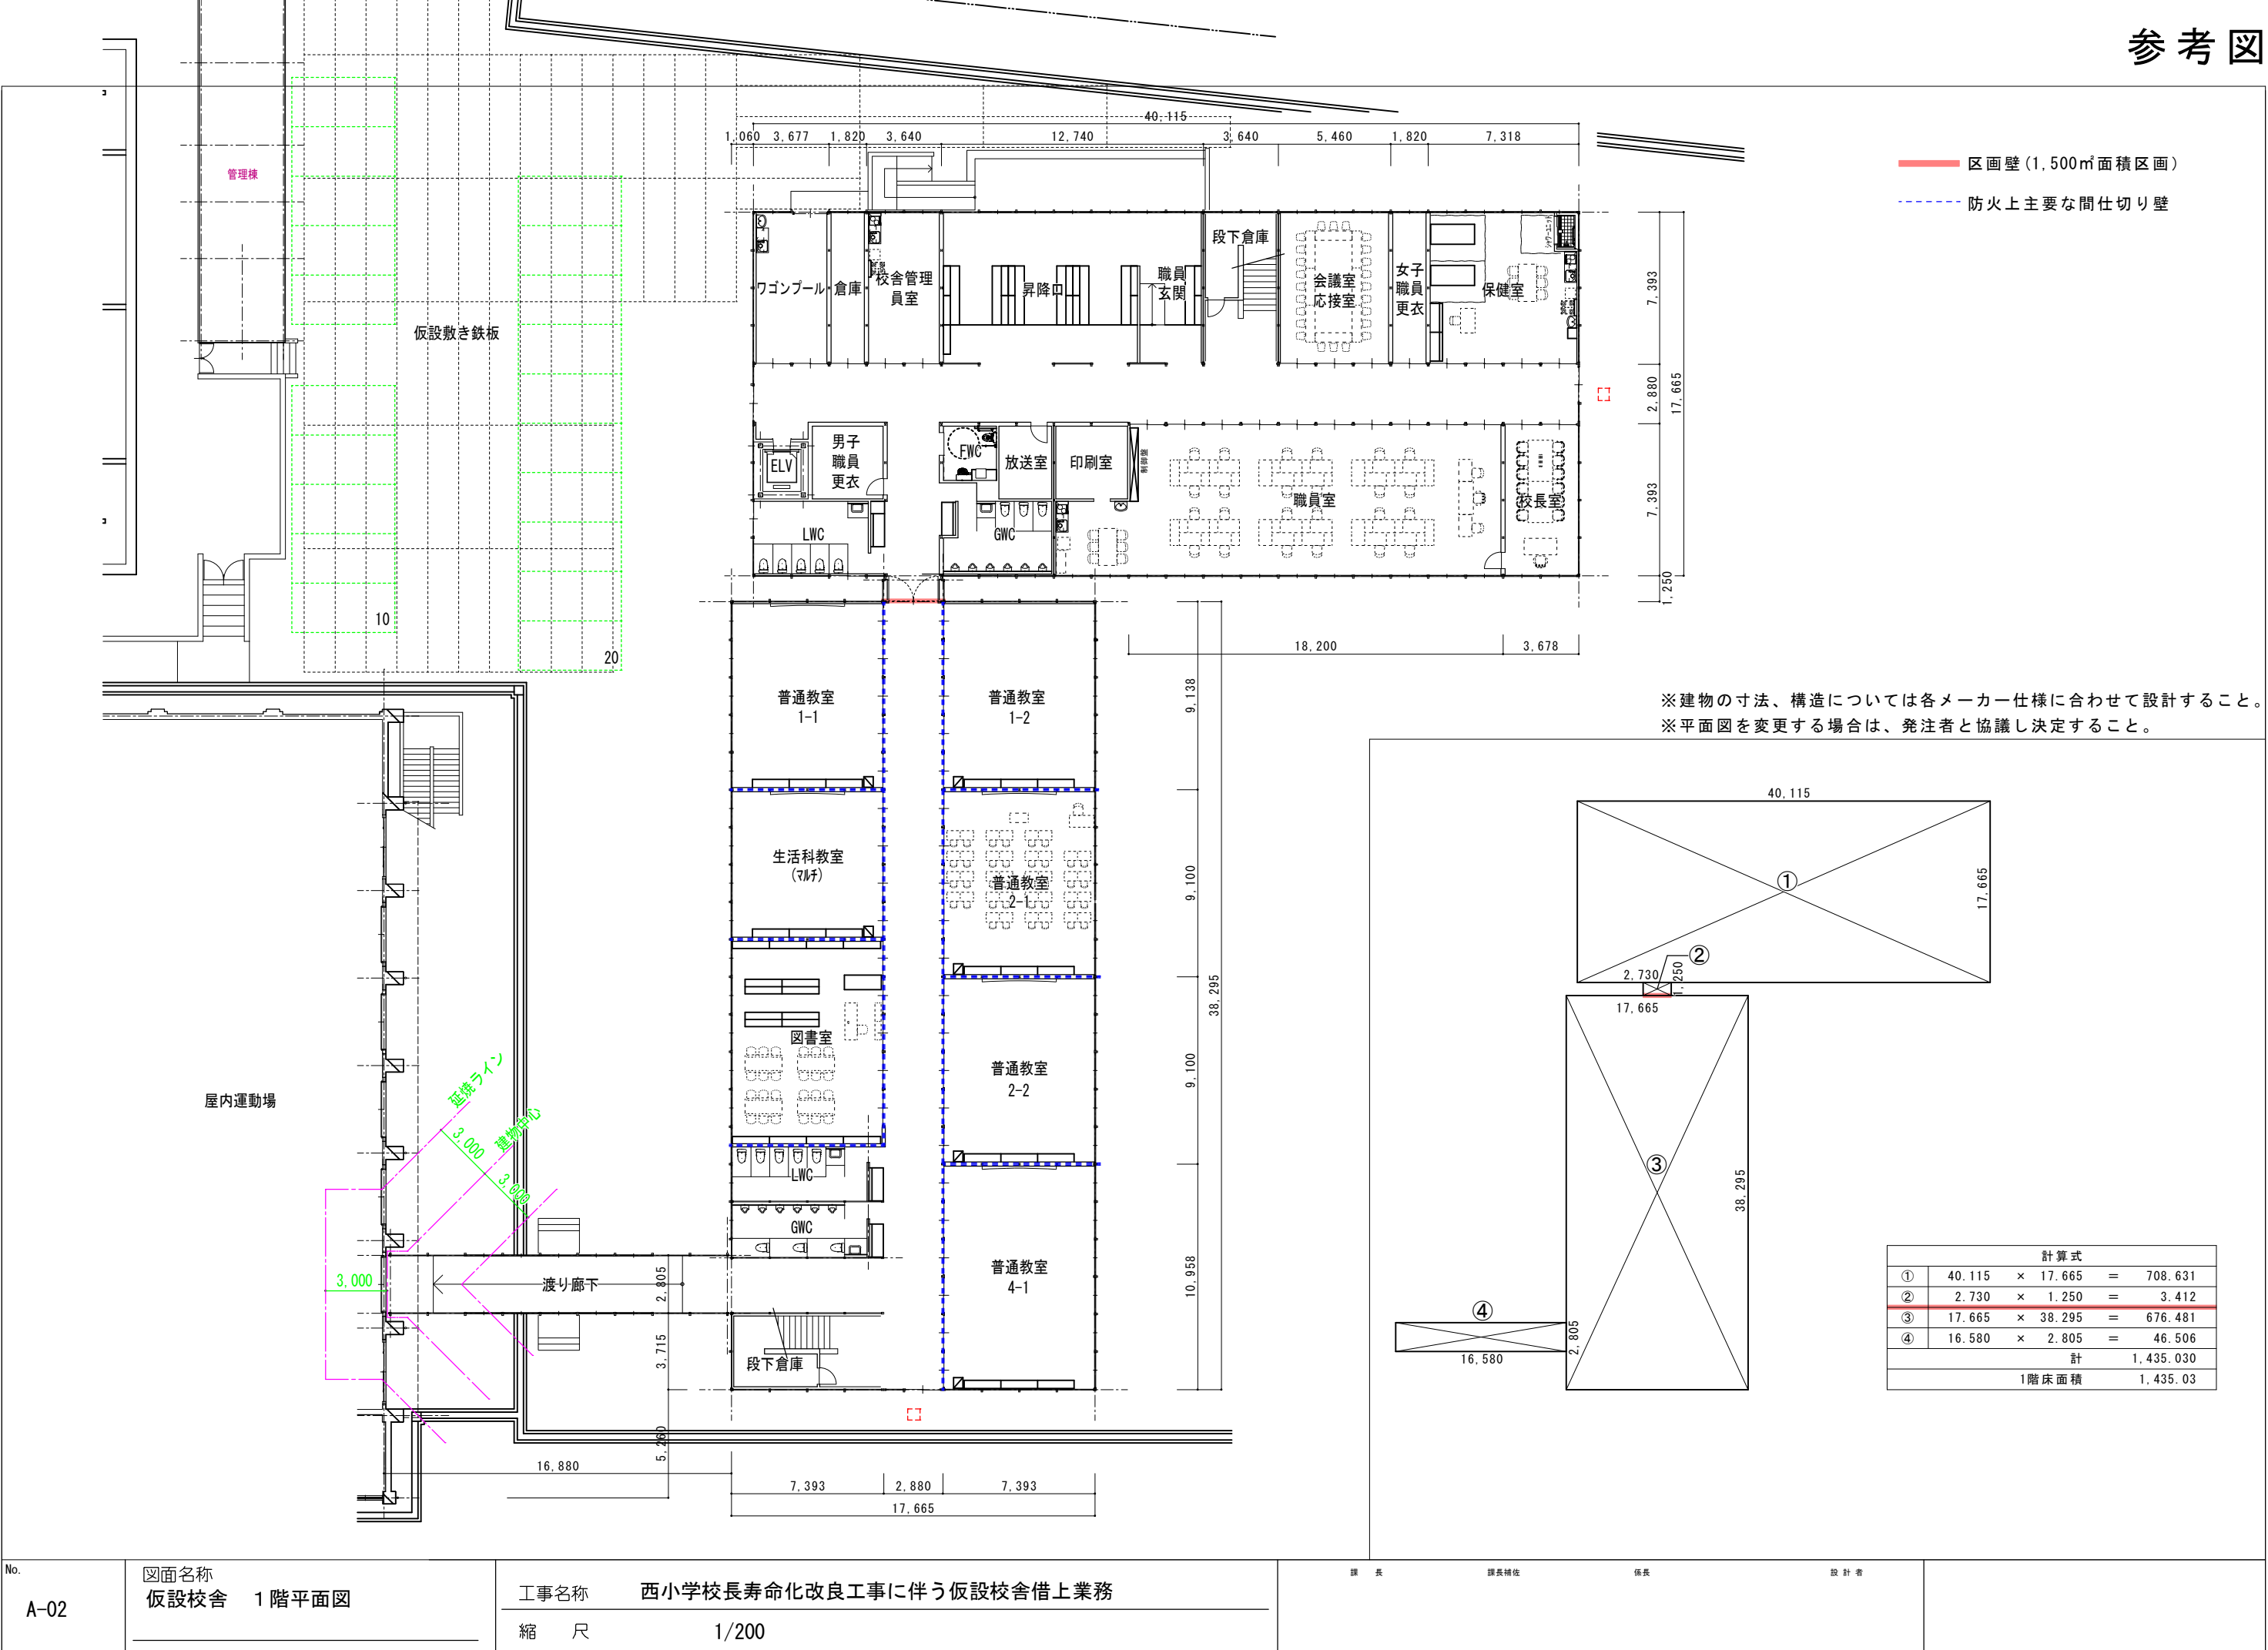 参考図
区画壁(1,500㎡面積区画)
防火上主要な間仕切り壁
40,115
1,060 3,677 1,820 3,640 12,740 3,640 5,460 1,820 7,318
管理棟
仮設敷き鉄板
10
20
ワゴンプール
倉庫
校舎管理
員室
昇降口
職員
玄関
段下倉庫
会議室
応接室
女子
職員
更衣
保健室
シャワーユニット
7,393
2,880
17,665
7,393
1,250
ELV
男子
職員
更衣
FWC
放送室
印刷室
制御盤
職員室
校長室
LWC
GWC
18,200
3,678
普通教室
1-1
普通教室
1-2
9,138
生活科教室
(マルチ)
普通教室
2-1
9,100
38,295
図書室
普通教室
2-2
9,100
LWC
GWC
普通教室
4-1
10,958
段下倉庫
渡り廊下
2,805
3,715
5,260
屋内運動場
延焼ライン
建物中心
3,000
3,000
3,000
16,880
7,393 2,880 7,393
17,665
※建物の寸法、構造については各メーカー仕様に合わせて設計すること。
※平面図を変更する場合は、発注者と協議し決定すること。
40,115
①
17,665
②
2,730
1,250
17,665
③
38,295
④
16,580
2,805
計算式
① 40.115 × 17.665 = 708.631
② 2.730 × 1.250 = 3.412
③ 17.665 × 38.295 = 676.481
④ 16.580 × 2.805 = 46.506
計 1,435.030
1階床面積 1,435.03
No.
A-02
図面名称
仮設校舎 1階平面図
工事名称 西小学校長寿命化改良工事に伴う仮設校舎借上業務
縮 尺 1/200
課 長 課長補佐 係長 設計者